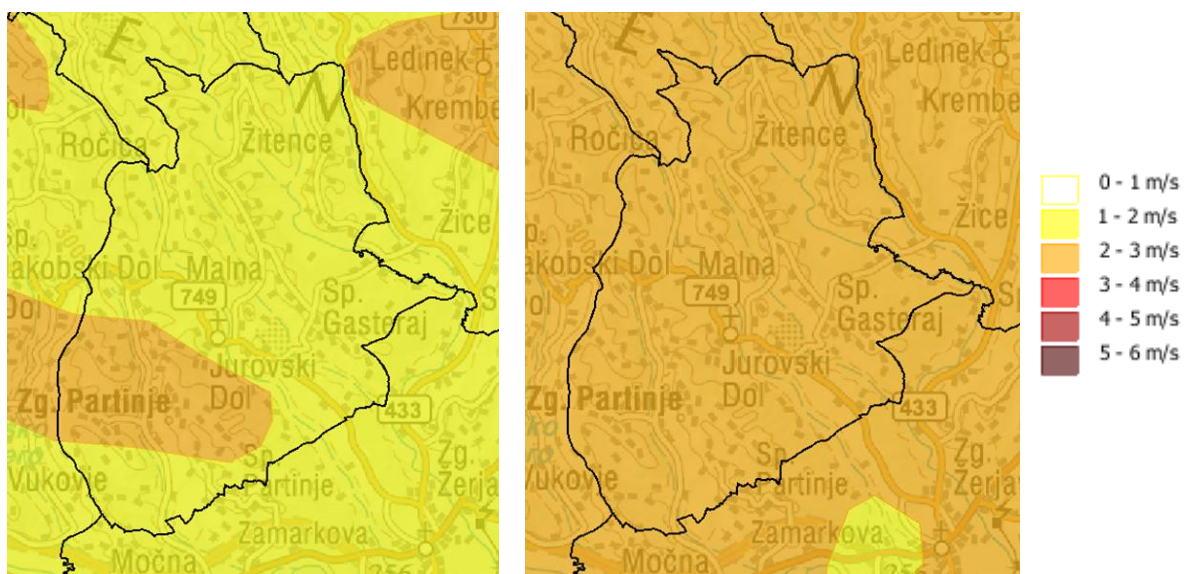 730
E
Ledinek
N
Krembe
Ročica
Žitence
Žice
Sp.
akobski Dol
Malna
749
Sp.
Dol
Gasteraj
Jurovski
Dol
Zg. Partinje
433
Sp.
Partinje
Zg.
Žerja
Vukovje
Zamarkova
Močna
256
E
Ledinek
N
Krembe
Ročica
Žitence
Žice
Sp.
akobski Dol
Malna
749
Sp.
Dol
Gasteraj
Jurovski
Dol
Zg. Partinje
433
Sp.
Partinje
Zg.
Žerja
Vukovje
Zamarkova
Močna
256
0 - 1 m/s
1 - 2 m/s
2 - 3 m/s
3 - 4 m/s
4 - 5 m/s
5 - 6 m/s